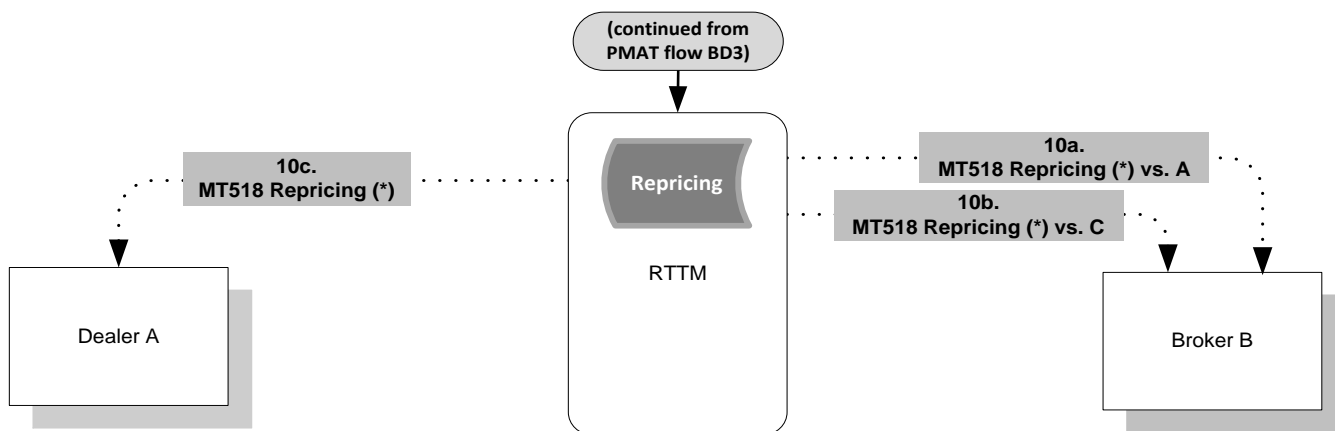 (continued from
PMAT flow BD3)
10c.
MT518 Repricing (*)
Repricing
10a.
MT518 Repricing (*) vs. A
10b.
MT518 Repricing (*) vs. C
RTTM
Dealer A
Broker B